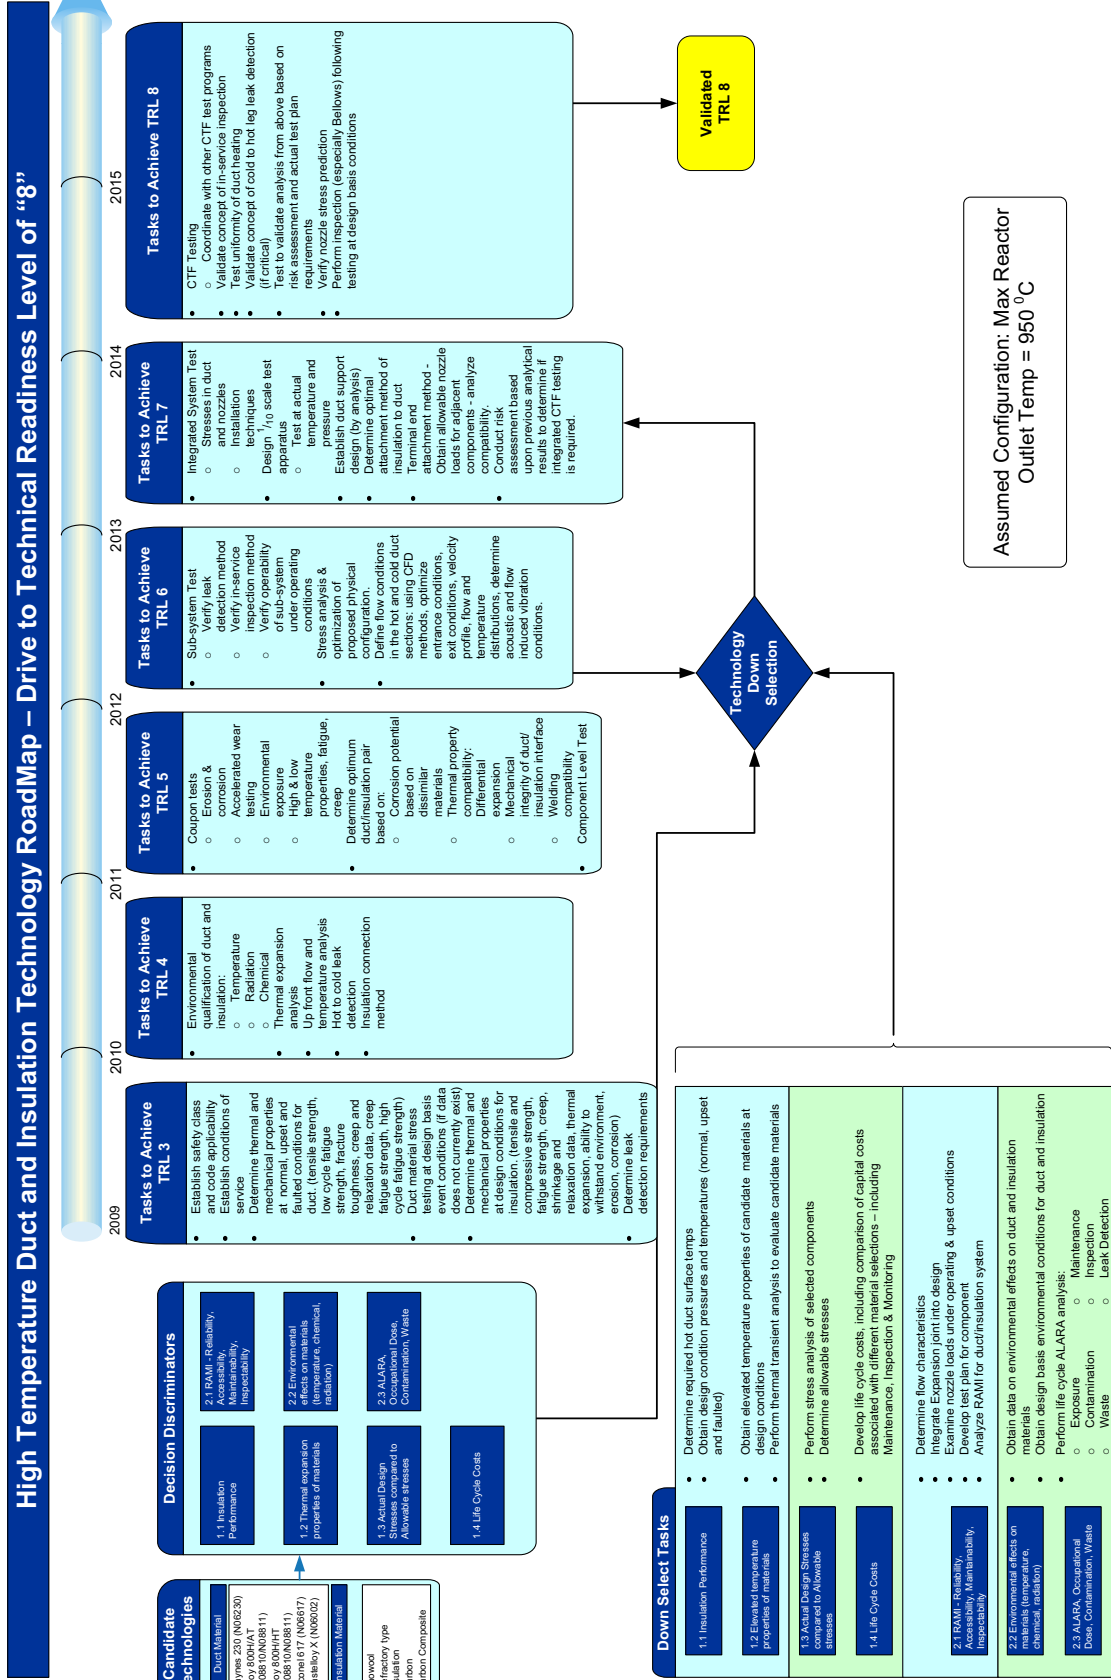 High Temperature Duct and Insulation Technology RoadMap – Drive to Technical Readiness Level of “8”
2009
2010
2011
2012
2013
2014
2015
Candidate
Technologies
Duct Material
ynes 230 (N06230)
oy 800H/AT
08810/N08811)
oy 800H/HT
08810/N08811)
conel 617 (N06617)
stelloy X (N06002)
nsulation Material
owool
efractory type
sulation
arbon
arbon Composite
Decision Discriminators
1.1 Insulation
Performance
1.2 Thermal expansion
properties of materials
1.3 Actual Design
Stresses compared to
Allowable stresses
1.4 Life Cycle Costs
2.1 RAMI - Reliability,
Accessibility,
Maintainability,
Inspectability
2.2 Environmental
effects on materials
(temperature, chemical,
radiation)
2.3 ALARA,
Occupational Dose,
Contamination, Waste
Tasks to Achieve
TRL 3
• Establish safety class
and code applicability
• Establish conditions of
service
• Determine thermal and
mechanical properties
at normal, upset and
faulted conditions for
duct. (tensile strength,
low cycle fatigue
strength, fracture
toughness, creep and
relaxation data, creep
fatigue strength, high
cycle fatigue strength)
• Duct material stress
testing at design basis
event conditions (if data
does not currently exist)
• Determine thermal and
mechanical properties
at design conditions for
insulation. (tensile and
compressive strength,
fatigue strength, creep,
shrinkage and
relaxation data, thermal
expansion, ability to
withstand environment,
erosion, corrosion)
• Determine leak
detection requirements
Tasks to Achieve
TRL 4
• Environmental
qualification of duct and
insulation:
○ Temperature
○ Radiation
○ Chemical
• Thermal expansion
analysis
• Up front flow and
temperature analysis
• Hot to cold leak
detection
• Insulation connection
method
Tasks to Achieve
TRL 5
• Coupon tests
○ Erosion &
corrosion
○ Accelerated wear
testing
○ Environmental
exposure
○ High & low
temperature
properties, fatigue,
creep
• Determine optimum
duct/insulation pair
based on:
○ Corrosion potential
based on
dissimilar
materials
○ Thermal property
compatibility:
Differential
expansion
○ Mechanical
integrity of duct/
insulation interface
○ Welding
compatibility
• Component Level Test
Tasks to Achieve
TRL 6
• Sub-system Test
○ Verify leak
detection method
○ Verify in-service
inspection method
○ Verify operability
of sub-system
under operating
conditions
• Stress analysis &
optimization of
proposed physical
configuration.
• Define flow conditions
in the hot and cold duct
sections: using CFD
methods; optimize
entrance conditions,
exit conditions, velocity
profile, flow and
temperature
distributions, determine
acoustic and flow
induced vibration
conditions.
Tasks to Achieve
TRL 7
• Integrated System Test
○ Stresses in duct
and nozzles
○ Installation
techniques
• Design 1/10 scale test
apparatus
○ Test at actual
temperature and
pressure
• Establish duct support
design (by analysis)
• Determine optimal
attachment method of
insulation to duct
• Terminal end
attachment method -
Obtain allowable nozzle
loads for adjacent
components - analyze
compatibility.
• Conduct risk
assessment based
upon previous analytical
results to determine if
integrated CTF testing
is required.
Tasks to Achieve TRL 8
• CTF Testing
○ Coordinate with other CTF test programs
• Validate concept of in-service inspection
• Test uniformity of duct heating
• Validate concept of cold to hot leg leak detection
(if critical)
• Test to validate analysis from above based on
risk assessment and actual test plan
requirements
• Verify nozzle stress prediction
• Perform inspection (especially Bellows) following
testing at design basis conditions
Technology
Down
Selection
Validated
TRL 8
Down Select Tasks
1.1 Insulation Performance
• Determine required hot duct surface temps
• Obtain design condition pressures and temperatures (normal, upset
and faulted)
1.2 Elevated temperature
properties of materials
• Obtain elevated temperature properties of candidate materials at
design conditions
• Perform thermal transient analysis to evaluate candidate materials
1.3 Actual Design Stresses
compared to Allowable
stresses
• Perform stress analysis of selected components
• Determine allowable stresses
1.4 Life Cycle Costs
• Develop life cycle costs, including comparison of capital costs
associated with different material selections – including
Maintenance, Inspection & Monitoring
2.1 RAMI - Reliability,
Accessibility, Maintainability,
Inspectability
• Determine flow characteristics
• Integrate Expansion joint into design
• Examine nozzle loads under operating & upset conditions
• Develop test plan for component
• Analyze RAMI for duct/insulation system
2.2 Environmental effects on
materials (temperature,
chemical, radiation)
• Obtain data on environmental effects on duct and insulation
materials
• Obtain design basis environmental conditions for duct and insulation
2.3 ALARA, Occupational
Dose, Contamination, Waste
• Perform life cycle ALARA analysis:
○ Exposure ○ Maintenance
○ Contamination ○ Inspection
○ Waste ○ Leak Detection
Assumed Configuration: Max Reactor
Outlet Temp = 950 ⁰C